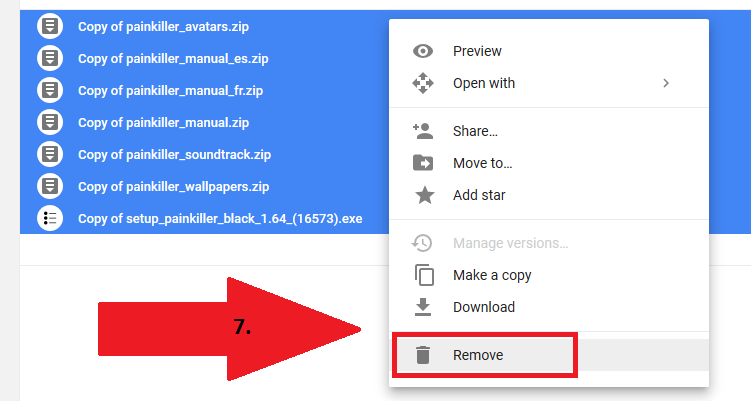 Copy of painkiller_avatars.zip
Copy of painkiller_manual_es.zip
Copy of painkiller_manual_fr.zip
Copy of painkiller_manual.zip
Copy of painkiller_soundtrack.zip
Copy of painkiller_wallpapers.zip
Copy of setup_painkiller_black_1.64_(16573).exe
Preview
Open with
Share...
Move to...
Add star
Manage versions...
Make a copy
Download
7.
Remove